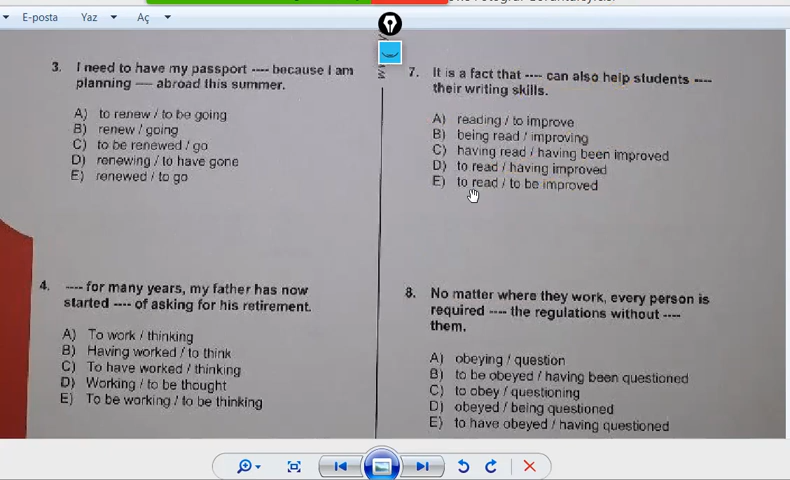 E-posta Yaz Aç
3. I need to have my passport ---- because I am
planning ---- abroad this summer.
A) to renew / to be going
B) renew / going
C) to be renewed / go
D) renewing / to have gone
E) renewed / to go
4. ---- for many years, my father has now
started ---- of asking for his retirement.
A) To work / thinking
B) Having worked / to think
C) To have worked / thinking
D) Working / to be thought
E) To be working / to be thinking
7. It is a fact that ---- can also help students ----
their writing skills.
A) reading / to improve
B) being read / improving
C) having read / having been improved
D) to read / having improved
E) to read / to be improved
8. No matter where they work, every person is
required ---- the regulations without ----
them.
A) obeying / question
B) to be obeyed / having been questioned
C) to obey / questioning
D) obeyed / being questioned
E) to have obeyed / having questioned